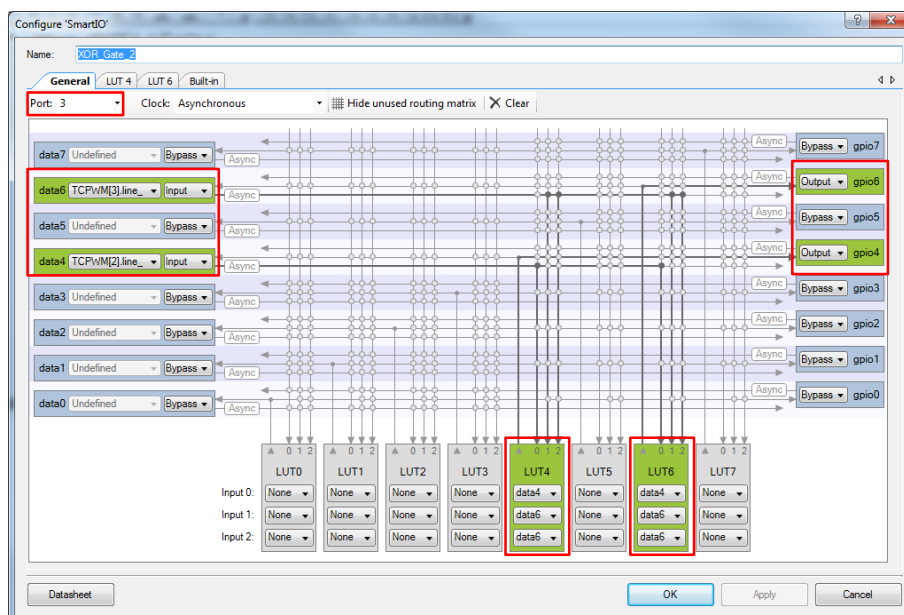 Configure 'SmartIO'
Name: XOR_Gate_2
General LUT 4 LUT 6 Built-in
Port: 3 Clock: Asynchronous Hide unused routing matrix Clear
data7 Undefined Bypass Async Async Bypass gpio7
data6 TCPWM[3].line_ Input Async Async Output gpio6
data5 Undefined Bypass Async Async Bypass gpio5
data4 TCPWM[2].line_ Input Async Async Output gpio4
data3 Undefined Bypass Async Async Bypass gpio3
data2 Undefined Bypass Async Async Bypass gpio2
data1 Undefined Bypass Async Async Bypass gpio1
data0 Undefined Bypass Async Async Bypass gpio0
0 1 2 0 1 2 0 1 2 0 1 2 0 1 2 0 1 2 0 1 2 0 1 2
LUT0 LUT1 LUT2 LUT3 LUT4 LUT5 LUT6 LUT7
Input 0: None None None None data4 None data4 None
Input 1: None None None None data6 None data6 None
Input 2: None None None None data6 None data6 None
Datasheet OK Apply Cancel